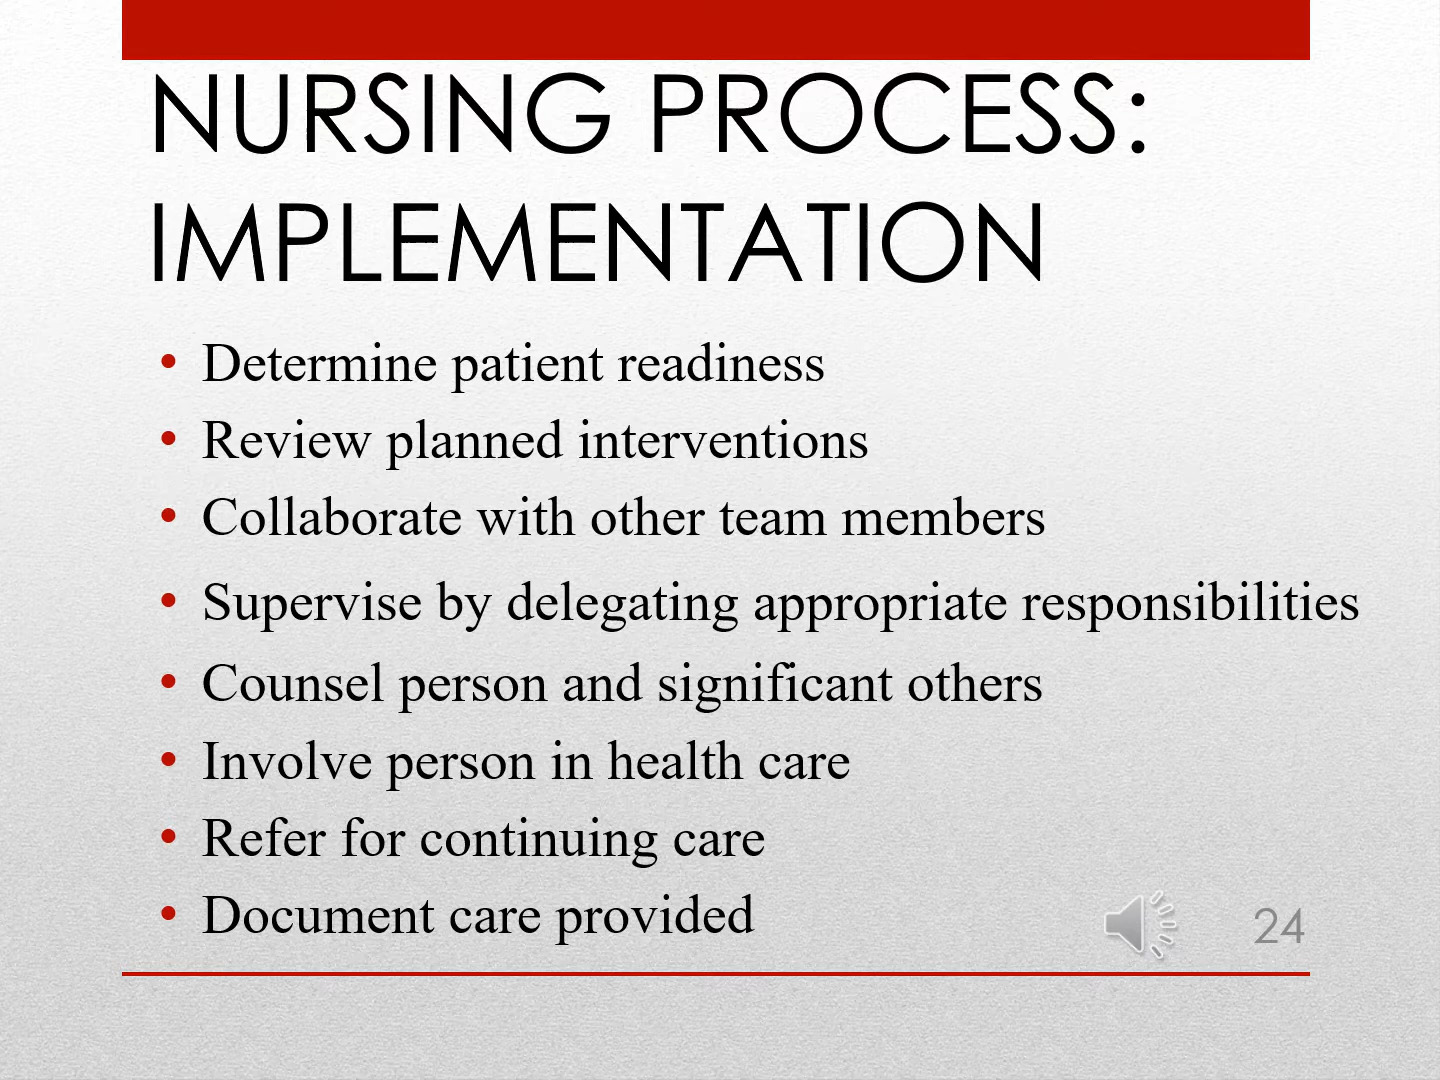 NURSING PROCESS:
IMPLEMENTATION
• Determine patient readiness
• Review planned interventions
• Collaborate with other team members
• Supervise by delegating appropriate responsibilities
• Counsel person and significant others
• Involve person in health care
• Refer for continuing care
• Document care provided
24